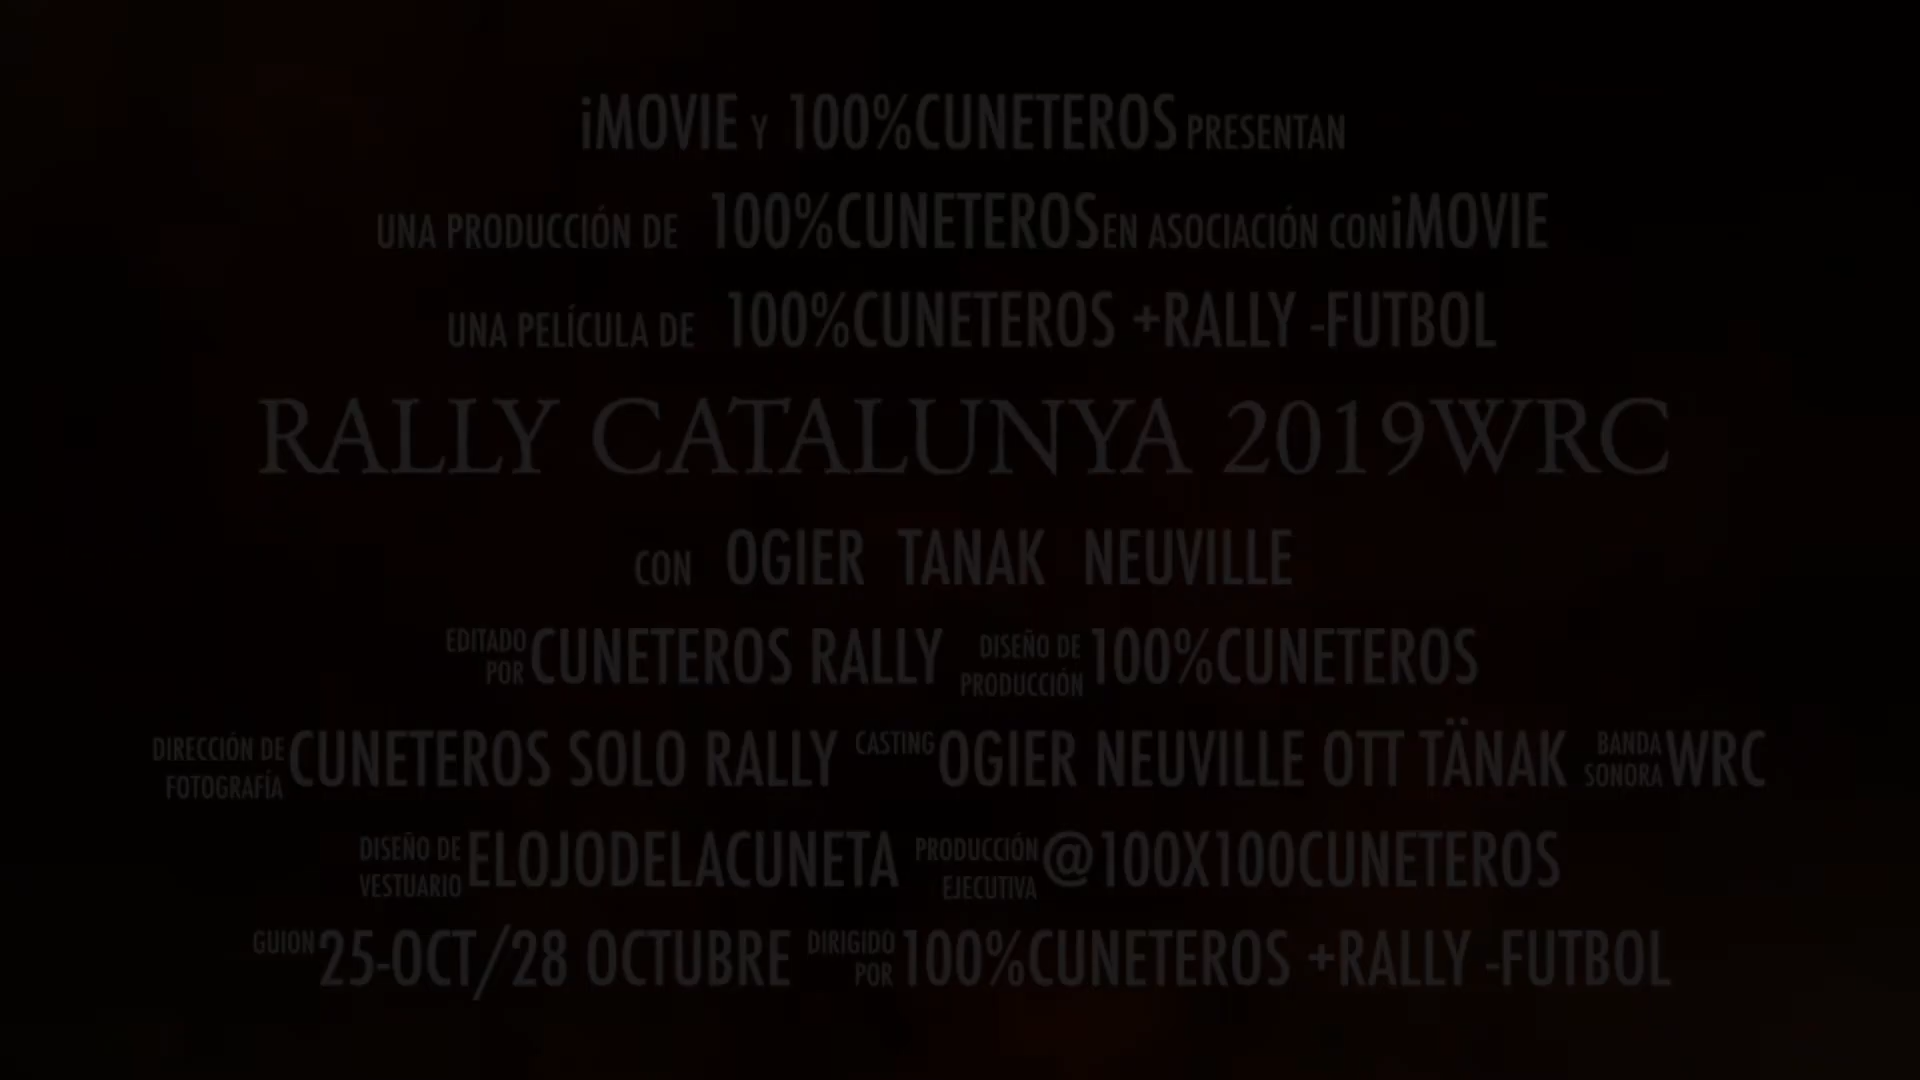 iMOVIE Y 100%CUNETEROS PRESENTAN
UNA PRODUCCIÓN DE 100%CUNETEROS EN ASOCIACIÓN CON iMOVIE
UNA PELÍCULA DE 100%CUNETEROS +RALLY -FUTBOL
RALLY CATALUNYA 2019WRC
CON OGIER TANAK NEUVILLE
EDITADO POR CUNETEROS RALLY DISEÑO DE PRODUCCIÓN 100%CUNETEROS
DIRECCIÓN DE FOTOGRAFÍA CUNETEROS SOLO RALLY CASTING OGIER NEUVILLE OTT TÄNAK BANDA SONORA WRC
DISEÑO DE VESTUARIO ELOJODELACUNETA PRODUCCIÓN EJECUTIVA @100X100CUNETEROS
GUION 25-OCT/28 OCTUBRE DIRIGIDO POR 100%CUNETEROS +RALLY -FUTBOL